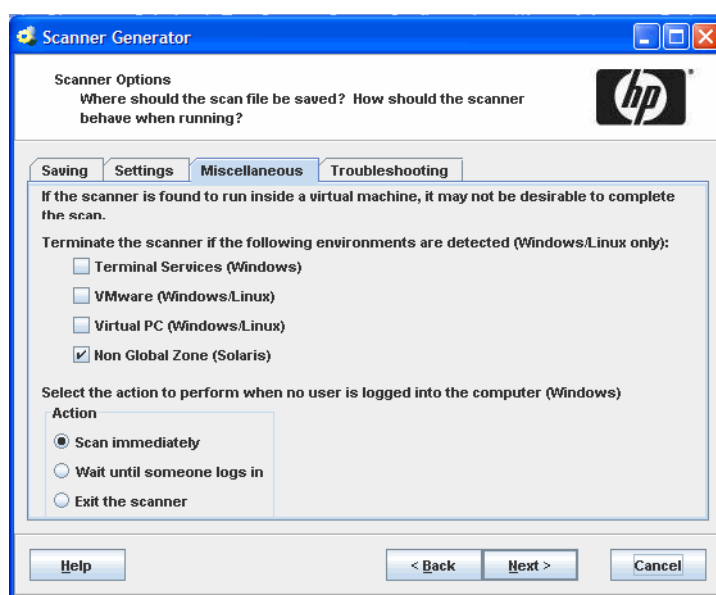 Scanner Generator
Scanner Options
Where should the scan file be saved? How should the scanner
behave when running?
hp
Saving Settings Miscellaneous Troubleshooting
If the scanner is found to run inside a virtual machine, it may not be desirable to complete
the scan.
Terminate the scanner if the following environments are detected (Windows/Linux only):
Terminal Services (Windows)
VMware (Windows/Linux)
Virtual PC (Windows/Linux)
Non Global Zone (Solaris)
Select the action to perform when no user is logged into the computer (Windows)
Action
Scan immediately
Wait until someone logs in
Exit the scanner
Help < Back Next > Cancel